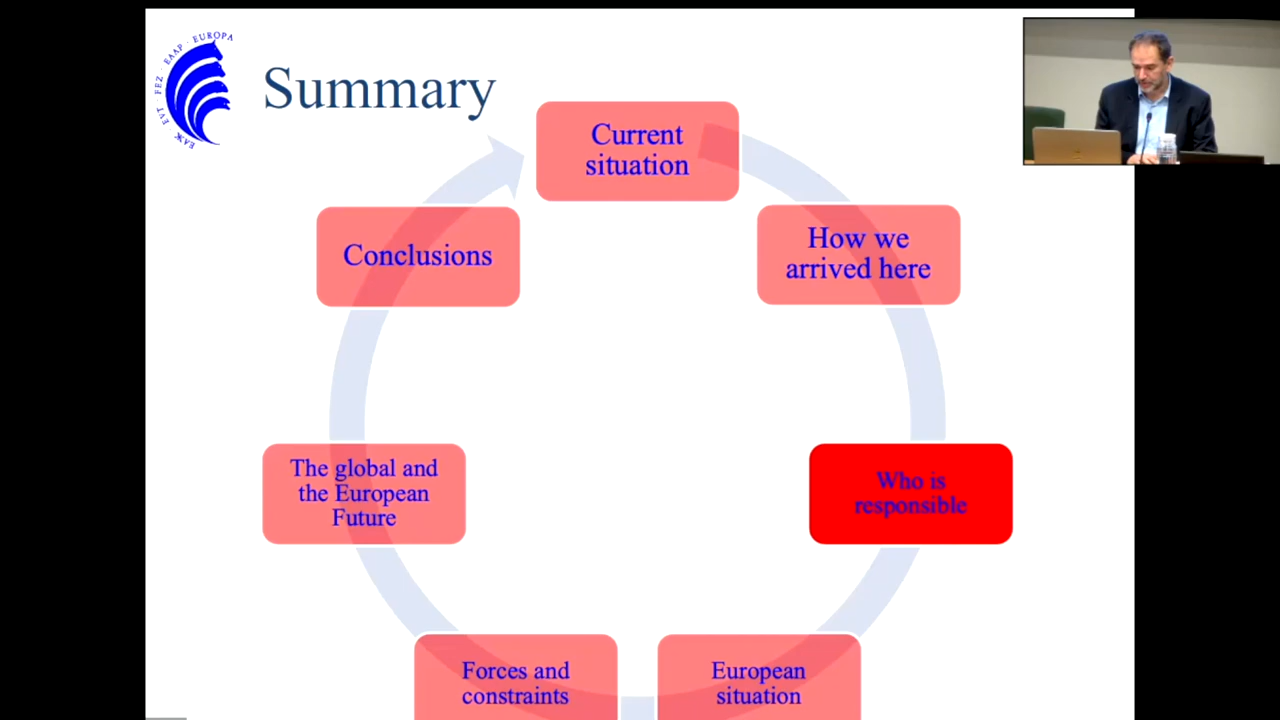 ЕАЖ · EVT · FEZ · EAAP · EUROPA
Summary
Current
situation
How we
arrived here
Who is
responsible
European
situation
Forces and
constraints
The global and
the European
Future
Conclusions